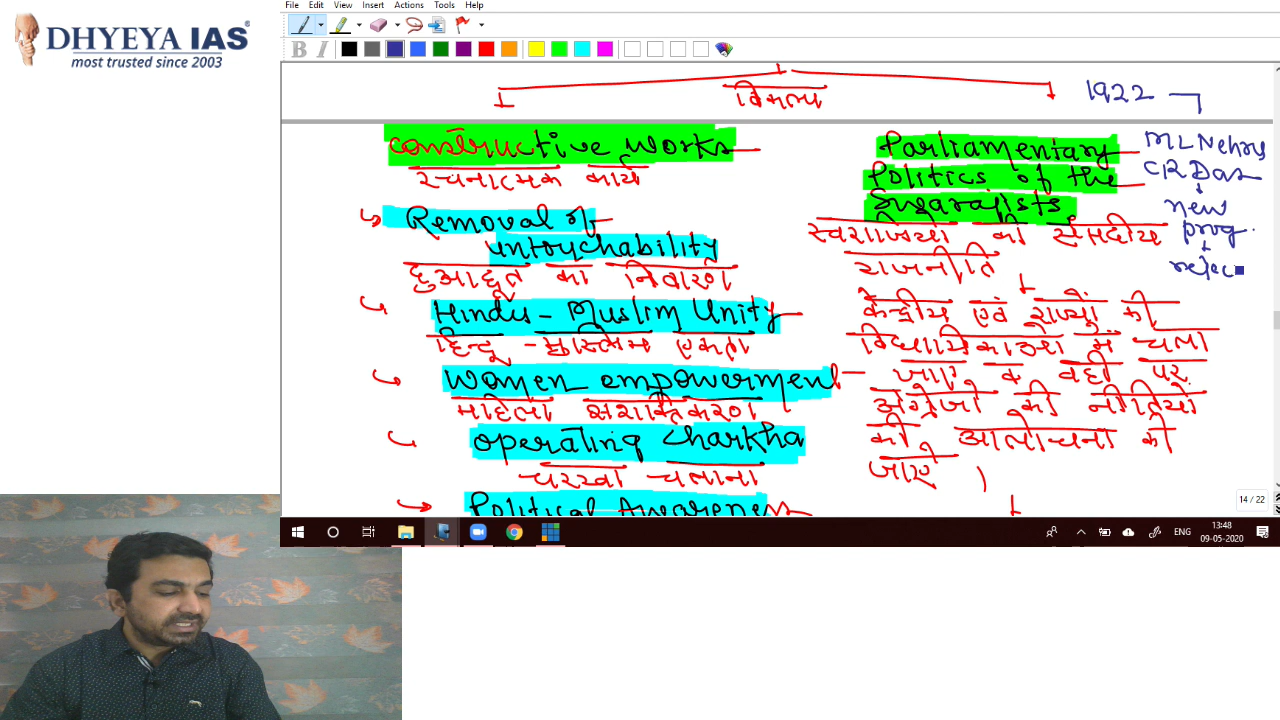 DHYEYA IAS®
most trusted since 2003
File Edit View Insert Actions Tools Help
B I
विकल्प
1922
Constructive Works
रचनात्मक कार्य
Removal of
untouchability
छुआछूत का निवारण
Hindu - Muslim Unity
हिन्दू - मुस्लिम एकता
Women empowerment
महिला सशक्तिकरण
Operating Charkha
चरखा चलाना
Political Awareness
Parliamentary
Politics of the
Swarajists
स्वराजियों की संसदीय
राजनीति
केन्द्रीय एवं राज्यों की
विधायिकाओं में चला
जाए व वहाँ पर
अंग्रेजों की नीतियों
की आलोचना की
जाए ।
ML Nehru
CR Das
new
prog.
rejec
14 / 22
ENG
13:48
09-05-2020